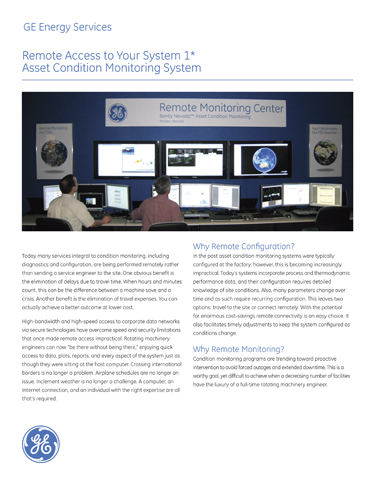 GE Energy Services
Remote Access to Your System 1*
Asset Condition Monitoring System
Remote Monitoring Center
Bently Nevada™ Asset Condition Monitoring
Today many services integral to condition monitoring, including
diagnostics and configuration, are being performed remotely rather
than sending a service engineer to the site. One obvious benefit is
the elimination of delays due to travel time. When hours and minutes
count, this can be the difference between a machine save and a
crisis. Another benefit is the elimination of travel expenses. You can
actually achieve a better outcome at lower cost.
High-bandwidth and high-speed access to corporate data networks
via secure technologies have overcome speed and security limitations
that once made remote access impractical. Rotating machinery
engineers can now "be there without being there," enjoying quick
access to data, plots, reports, and every aspect of the system just as
though they were sitting at the host computer. Crossing international
borders is no longer a problem. Airplane schedules are no longer an
issue. Inclement weather is no longer a challenge. A computer, an
Internet connection, and an individual with the right expertise are all
that's required.
Why Remote Configuration?
In the past asset condition monitoring systems were typically
configured at the factory; however, this is becoming increasingly
impractical. Today's systems incorporate process and thermodynamic
performance data, and their configuration requires detailed
knowledge of site conditions. Also, many parameters change over
time and as such require recurring configuration. This leaves two
options: travel to the site or connect remotely. With the potential
for enormous cost-savings remote connectivity is an easy choice. It
also facilitates timely adjustments to keep the system configured as
conditions change.
Why Remote Monitoring?
Condition monitoring programs are trending toward proactive
intervention to avoid forced outages and extended downtime. This is a
worthy goal, yet difficult to achieve when a decreasing number of facilities
have the luxury of a full-time rotating machinery engineer.